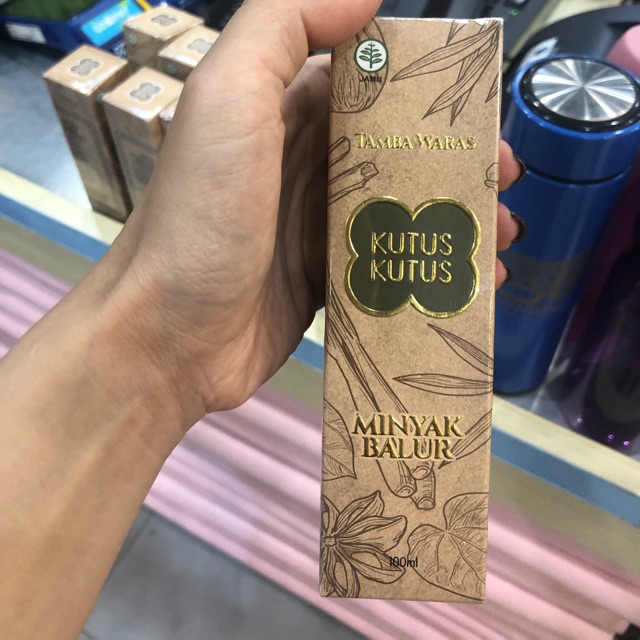 JAMU
TAMBA WARAS
KUTUS
KUTUS
MINYAK
BALUR
100ml